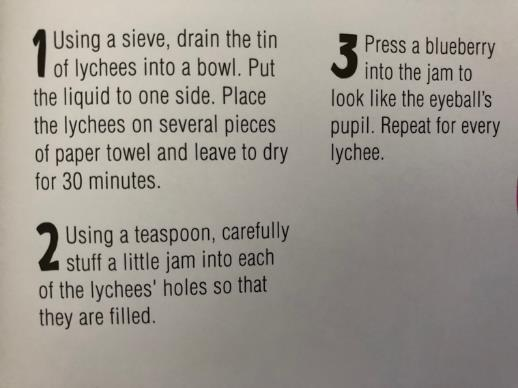 1 Using a sieve, drain the tin
of lychees into a bowl. Put
the liquid to one side. Place
the lychees on several pieces
of paper towel and leave to dry
for 30 minutes.
2 Using a teaspoon, carefully
stuff a little jam into each
of the lychees' holes so that
they are filled.
3 Press a blueberry
into the jam to
look like the eyeball's
pupil. Repeat for every
lychee.